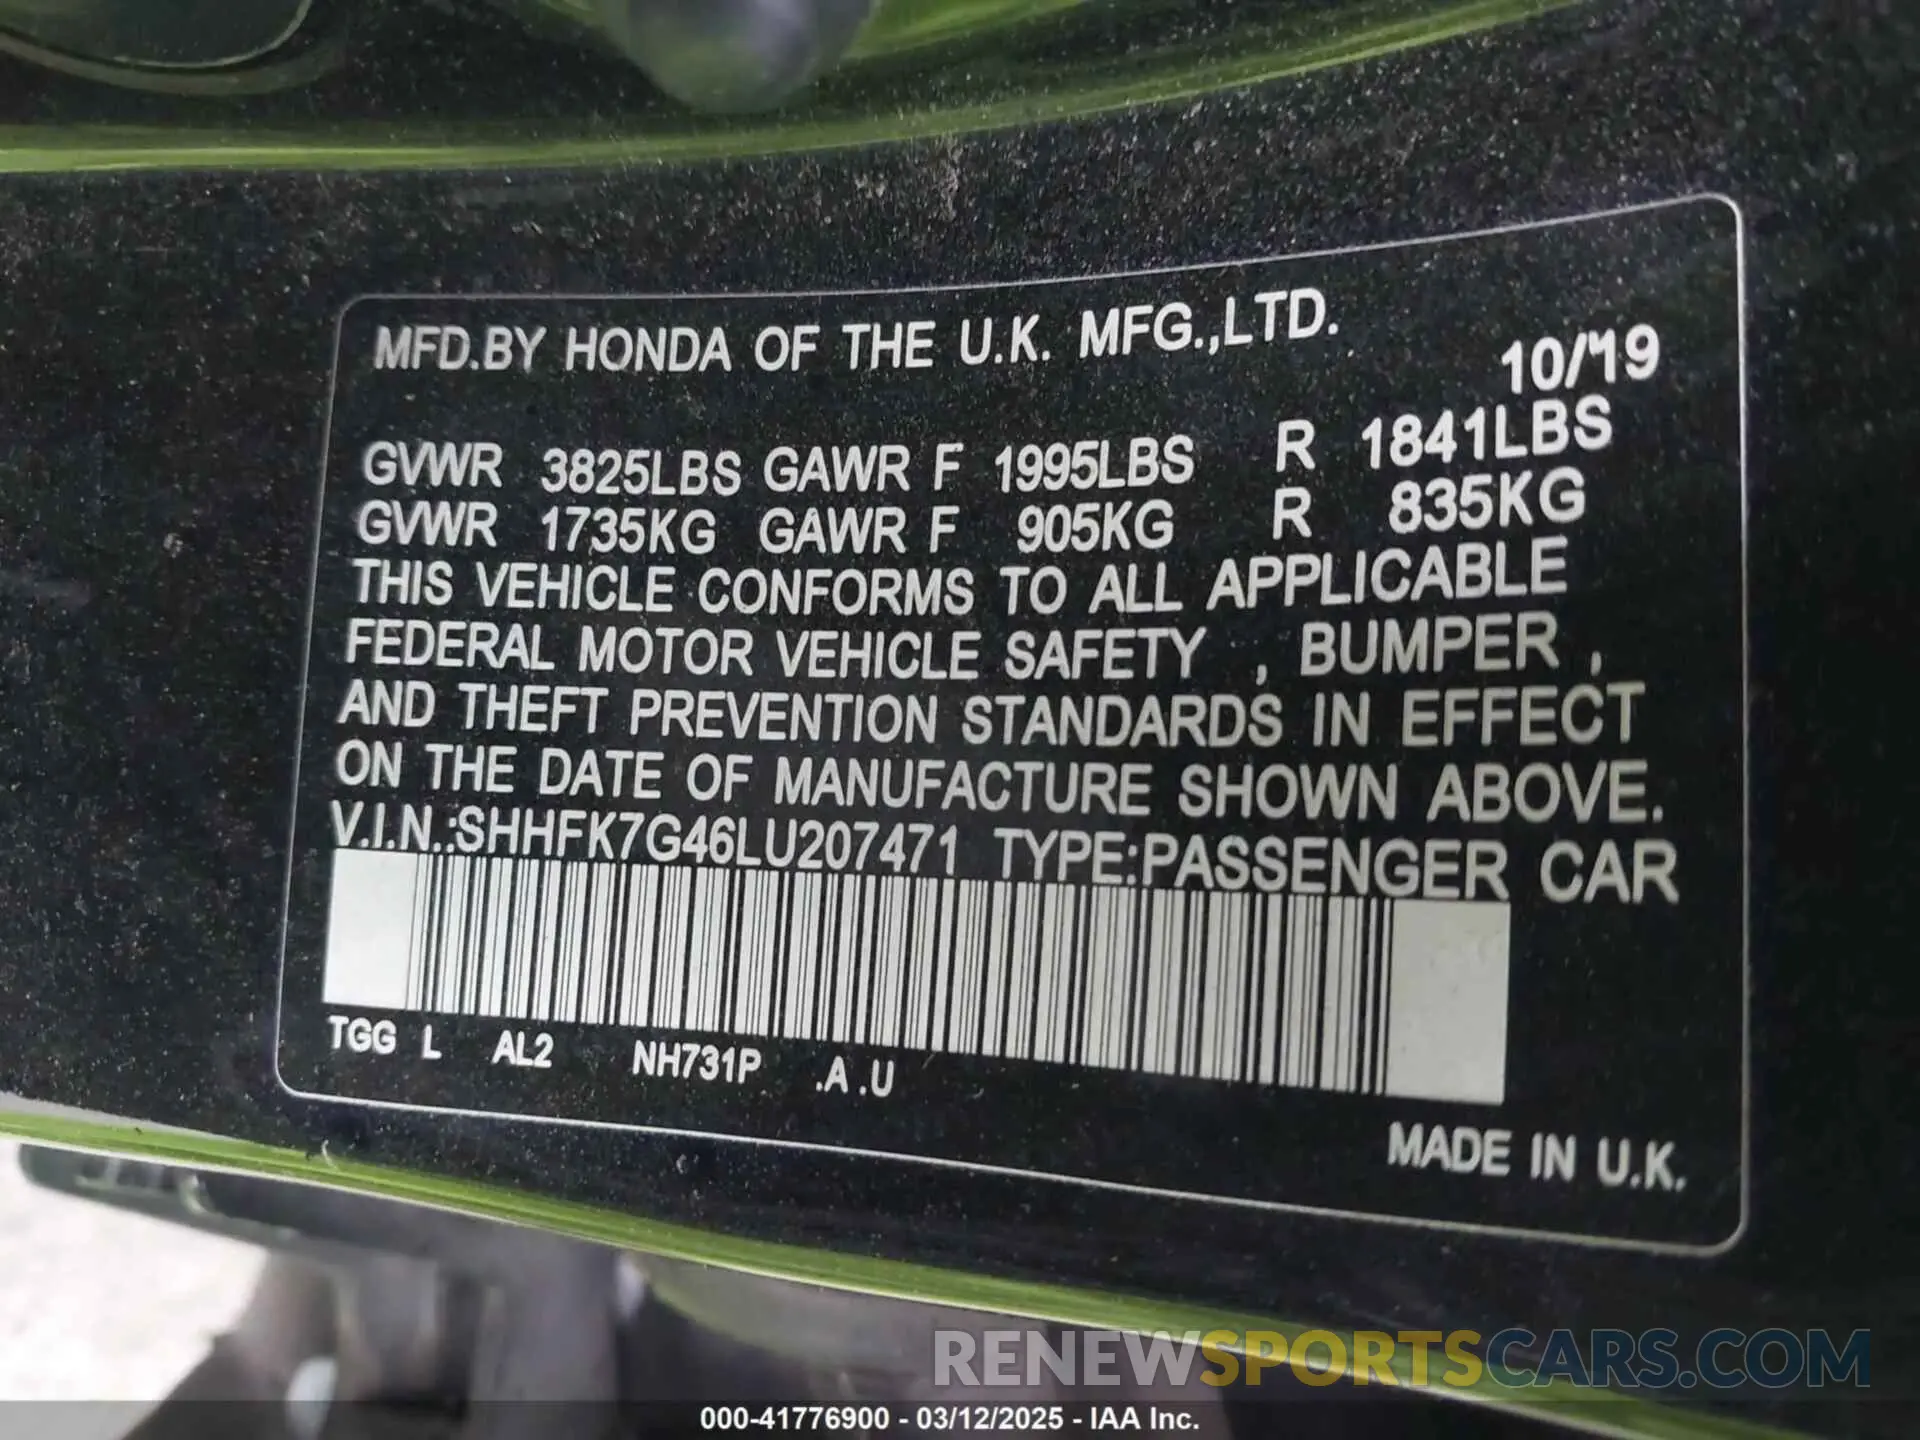 MFD.BY HONDA OF THE U.K. MFG.,LTD.
10/19
GVWR 3825LBS GAWR F 1995LBS R 1841LBS
GVWR 1735KG GAWR F 905KG R 835KG
THIS VEHICLE CONFORMS TO ALL APPLICABLE
FEDERAL MOTOR VEHICLE SAFETY , BUMPER ,
AND THEFT PREVENTION STANDARDS IN EFFECT
ON THE DATE OF MANUFACTURE SHOWN ABOVE.
V.I.N.:SHHFK7G46LU207471 TYPE:PASSENGER CAR
TGG L AL2 NH731P .A .U
MADE IN U.K.
RENEWSPORTSCARS.COM
000-41776900 - 03/12/2025 - IAA Inc.